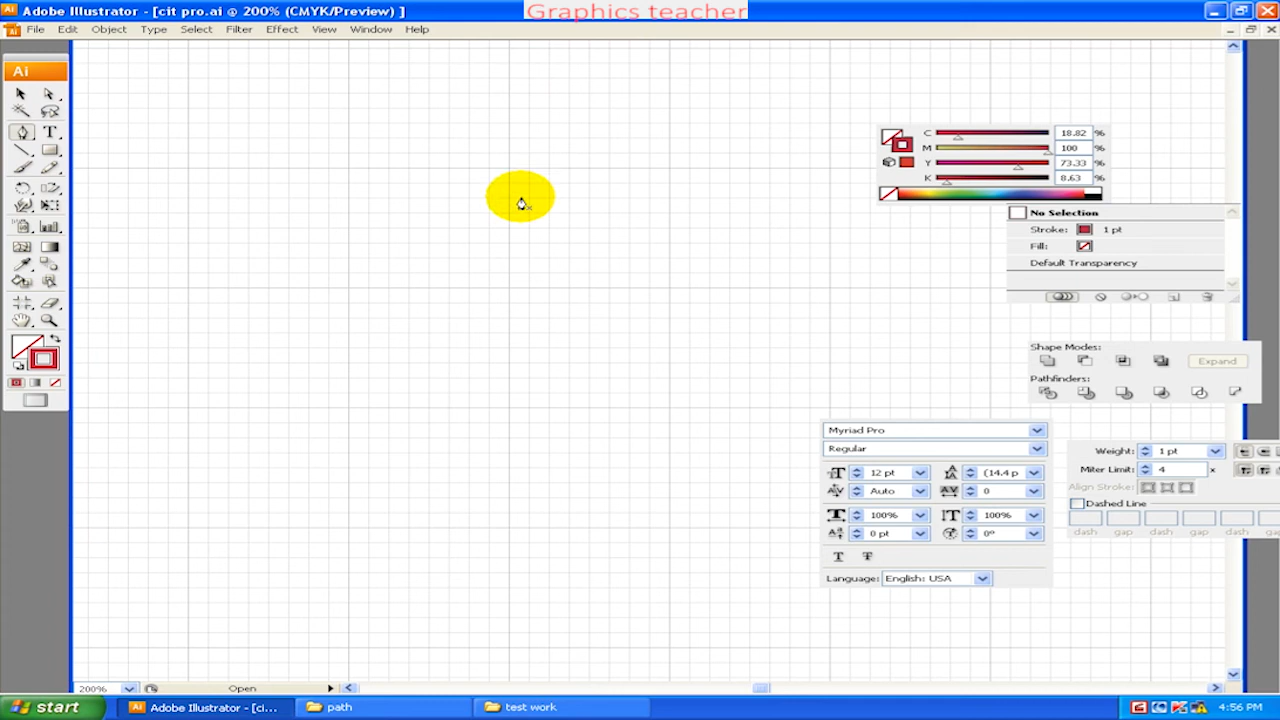 Adobe Illustrator - [cit pro.ai @ 200% (CMYK/Preview) ]
Graphics teacher
File Edit Object Type Select Filter Effect View Window Help
Ai
C 18.82 %
M 100 %
Y 73.33 %
K 8.63 %
No Selection
Stroke: 1 pt
Fill:
Default Transparency
Shape Modes:
Expand
Pathfinders:
Myriad Pro
Regular
12 pt (14.4 p
Auto 0
100% 100%
0 pt 0°
Language: English: USA
Weight: 1 pt
Miter Limit: 4 x
Align Stroke:
Dashed Line
dash gap dash gap dash gap
200% Open
start Adobe Illustrator - [ci... path test work 4:56 PM